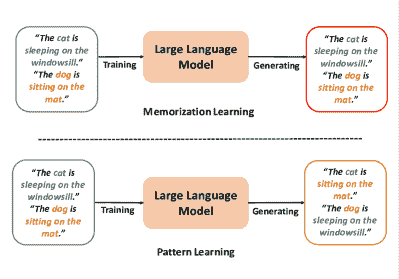 “The cat is
sleeping on the
windowsill.“
“The dog is
sitting on the
mat.”
Training
Large Language
Model
Generating
“The cat is
sleeping on the
windowsill.“
“The dog is
sitting on the
mat.”
Memorization Learning
“The cat is
sleeping on the
windowsill.”
“The dog is
sitting on the
mat.”
Training
Large Language
Model
Generating
“The cat is
sitting on the
mat.”
“The dog is
sleeping on the
windowsill.”
Pattern Learning